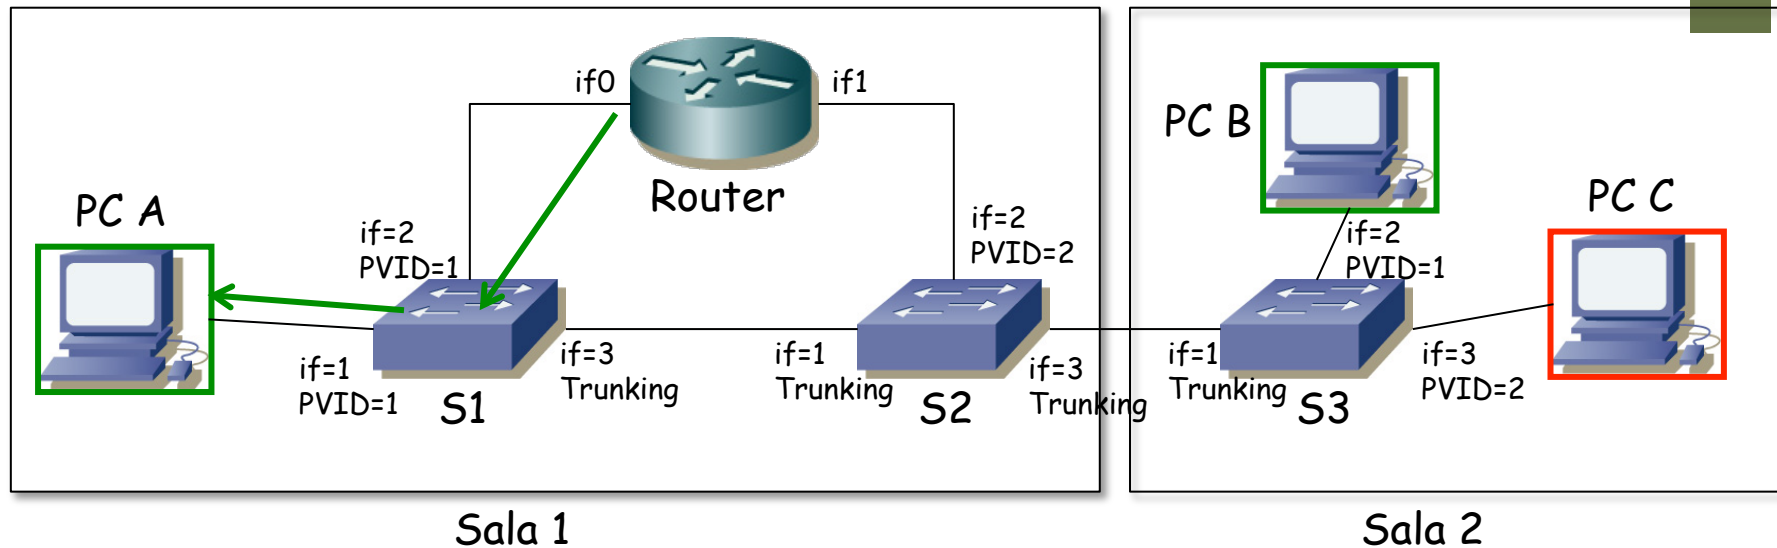 if0
if1
Router
PC A
PC B
PC C
if=2
PVID=1
if=2
PVID=2
if=2
PVID=1
if=1
PVID=1
S1
if=3
Trunking
if=1
Trunking
S2
if=3
Trunking
if=1
Trunking
S3
if=3
PVID=2
Sala 1
Sala 2